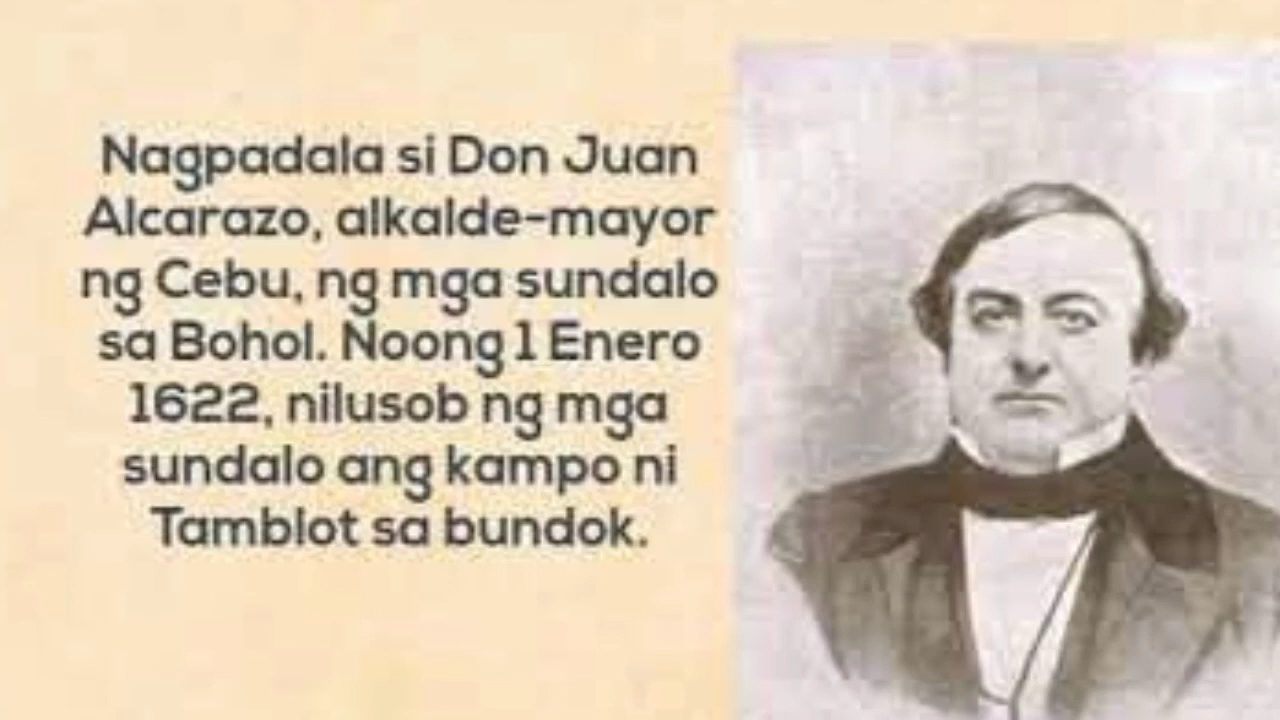 Nagpadala si Don Juan
Alcarazo, alkalde-mayor
ng Cebu, ng mga sundalo
sa Bohol. Noong 1 Enero
1622, nilusob ng mga
sundalo ang kampo ni
Tamblot sa bundok.